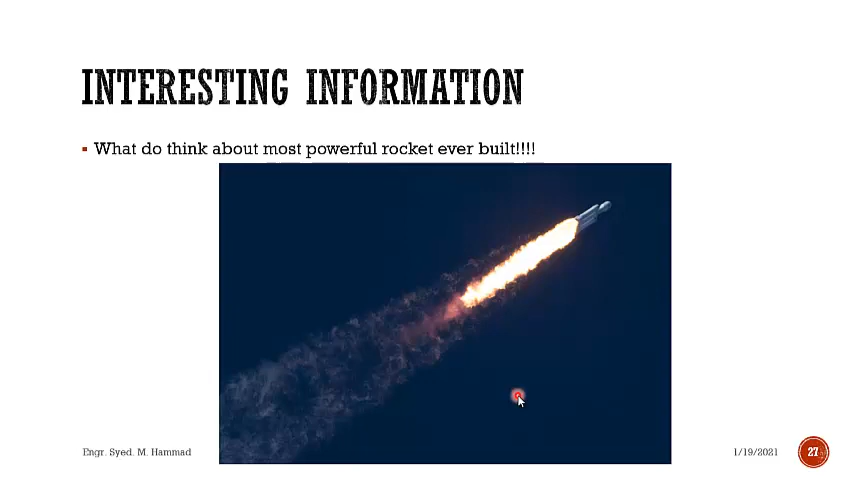 INTERESTING INFORMATION
What do think about most powerful rocket ever built!!!!
Engr. Syed. M. Hammad
1/19/2021
27